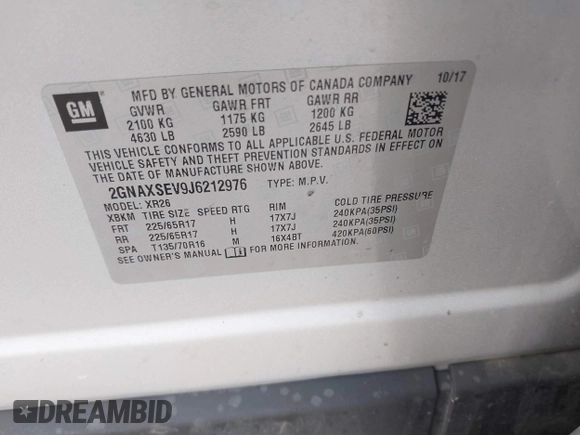 GM
MFD BY GENERAL MOTORS OF CANADA COMPANY 10/17
GVWR GAWR FRT GAWR RR
2100 KG 1175 KG 1200 KG
4630 LB 2590 LB 2645 LB
THIS VEHICLE CONFORMS TO ALL APPLICABLE U.S. FEDERAL MOTOR
VEHICLE SAFETY AND THEFT PREVENTION STANDARDS IN EFFECT ON
THE DATE OF MANUFACTURE SHOWN ABOVE.
2GNAXSEV9J6212976 TYPE: M.P.V.
MODEL: XR26
XBKM TIRE SIZE SPEED RTG RIM COLD TIRE PRESSURE
FRT 225/65R17 H 17X7J 240KPA(35PSI)
RR 225/65R17 H 17X7J 240KPA(35PSI)
SPA T135/70R16 M 16X4BT 420KPA(60PSI)
SEE OWNER'S MANUAL FOR MORE INFORMATION.
DREAMBID